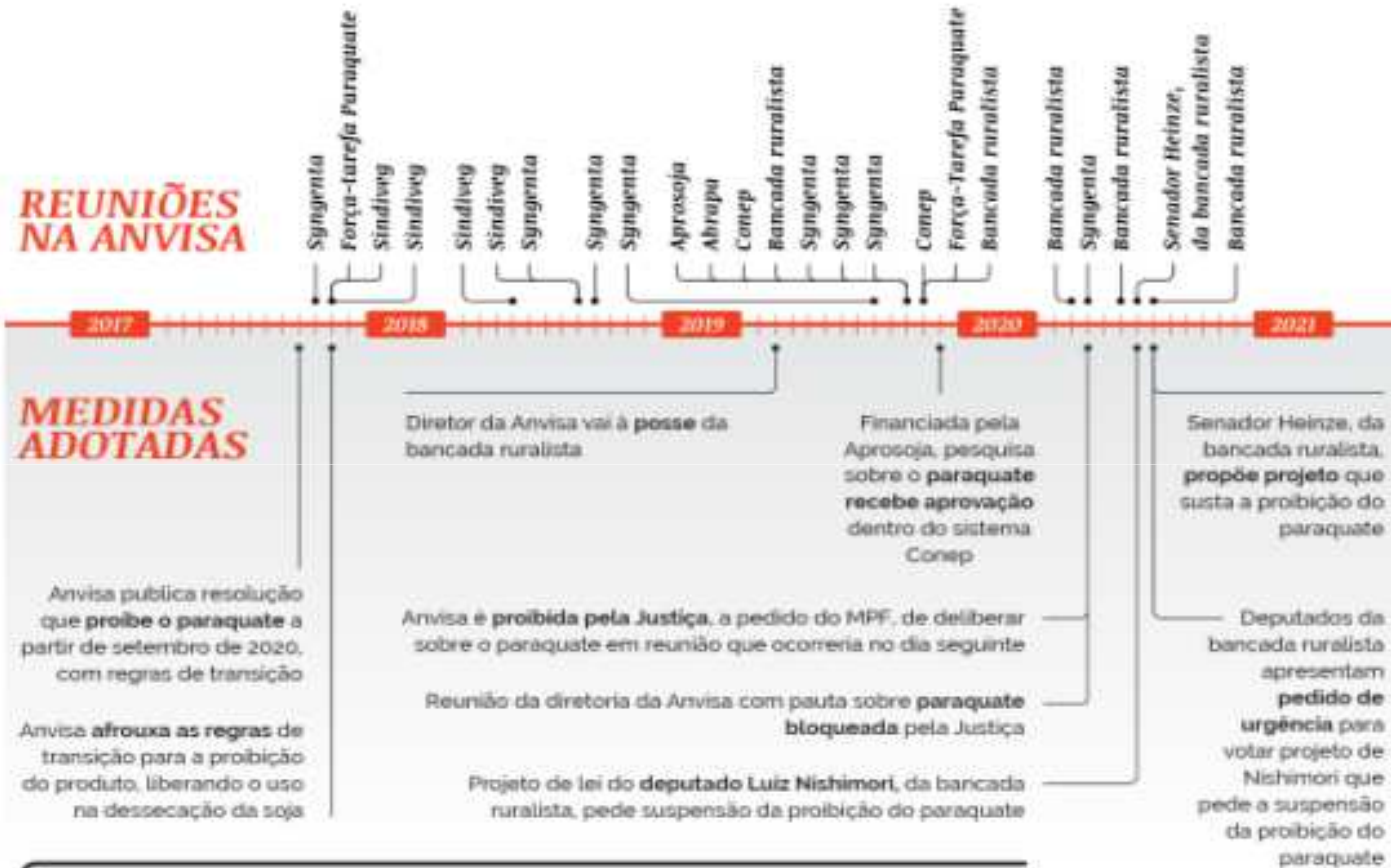 REUNIÕES
NA ANVISA
Syngenta
Força-tarefa Paraquate
Sindiveg
Sindiveg
Sindiveg
Sindiveg
Syngenta
Syngenta
Syngenta
Aprosoja
Abrapa
Conep
Bancada ruralista
Syngenta
Syngenta
Syngenta
Conep
Força-Tarefa Paraquate
Bancada ruralista
Bancada ruralista
Syngenta
Bancada ruralista
Senador Heinze,
da bancada ruralista
Bancada ruralista
2017
2018
2019
2020
2021
MEDIDAS
ADOTADAS
Anvisa publica resolução
que proíbe o paraquate a
partir de setembro de 2020,
com regras de transição
Anvisa afrouxa as regras de
transição para a proibição
do produto, liberando o uso
na dessecação da soja
Diretor da Anvisa vai à posse da
bancada ruralista
Financiada pela
Aprosoja, pesquisa
sobre o paraquate
recebe aprovação
dentro do sistema
Conep
Anvisa é proibida pela Justiça, a pedido do MPF, de deliberar
sobre o paraquate em reunião que ocorreria no dia seguinte
Reunião da diretoria da Anvisa com pauta sobre paraquate
bloqueada pela Justiça
Projeto de lei do deputado Luiz Nishimori, da bancada
ruralista, pede suspensão da proibição do paraquate
Senador Heinze, da
bancada ruralista,
propõe projeto que
susta a proibição do
paraquate
Deputados da
bancada ruralista
apresentam
pedido de
urgência para
votar projeto de
Nishimori que
pede a suspensão
da proibição do
paraquate